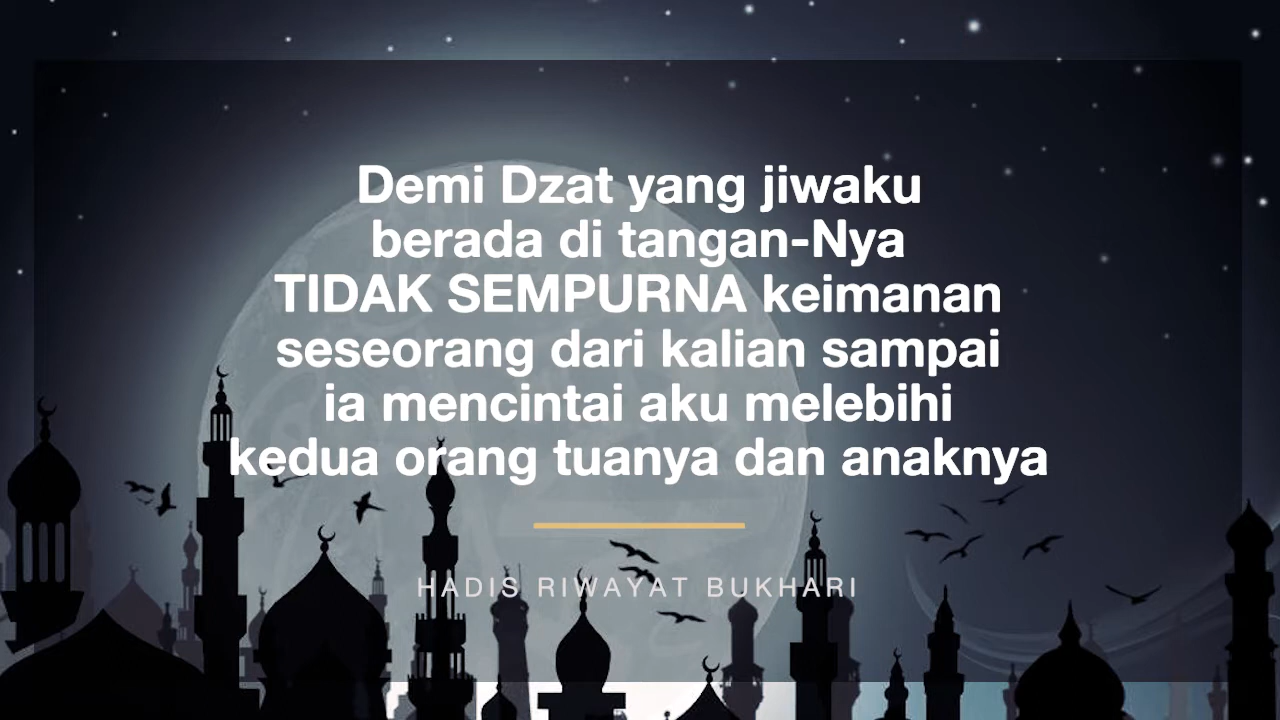 Demi Dzat yang jiwaku
berada di tangan-Nya
TIDAK SEMPURNA keimanan
seseorang dari kalian sampai
ia mencintai aku melebihi
kedua orang tuanya dan anaknya
HADIS RIWAYAT BUKHARI